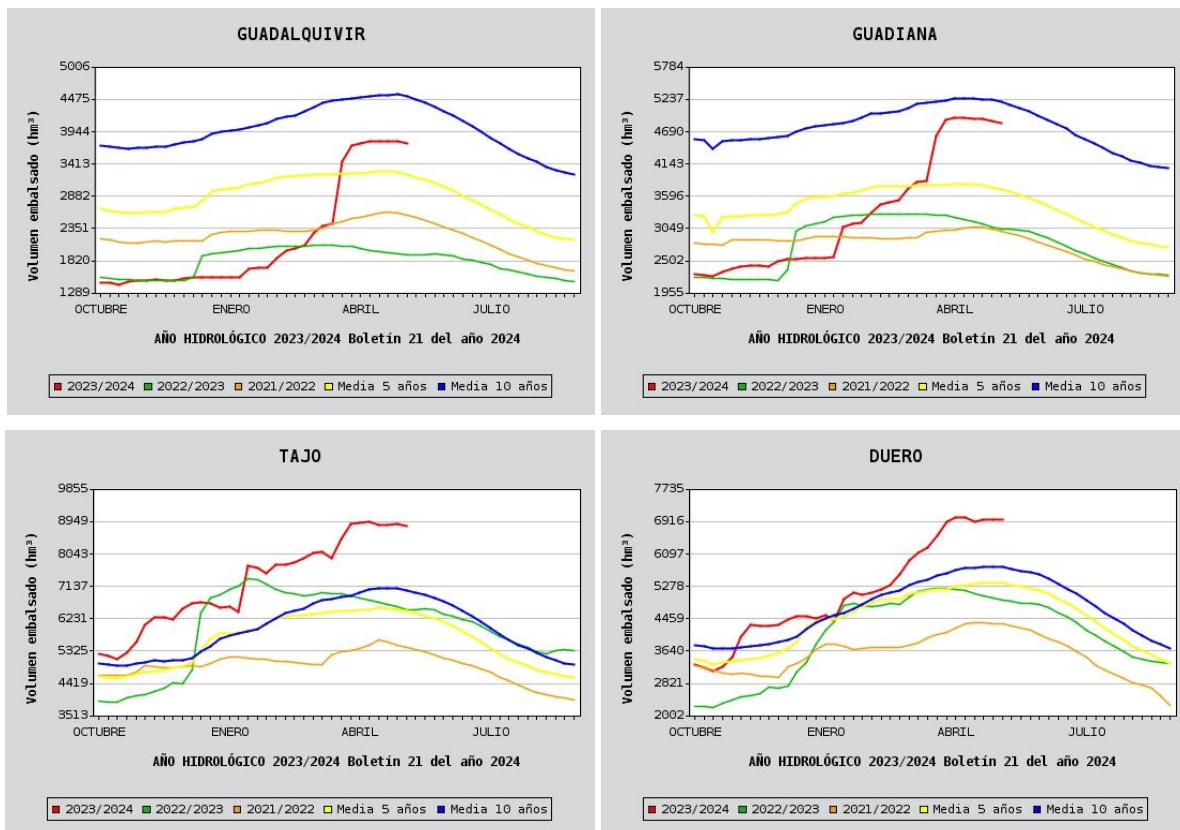 GUADALQUIVIR
Volumen embalsado (hm³)
5006
4475
3944
3413
2882
2351
1820
1289
OCTUBRE ENERO ABRIL JULIO
AÑO HIDROLÓGICO 2023/2024 Boletín 21 del año 2024
2023/2024 2022/2023 2021/2022 Media 5 años Media 10 años
GUADIANA
Volumen embalsado (hm³)
5784
5237
4690
4143
3596
3049
2502
1955
OCTUBRE ENERO ABRIL JULIO
AÑO HIDROLÓGICO 2023/2024 Boletín 21 del año 2024
2023/2024 2022/2023 2021/2022 Media 5 años Media 10 años
TAJO
Volumen embalsado (hm³)
9855
8949
8043
7137
6231
5325
4419
3513
OCTUBRE ENERO ABRIL JULIO
AÑO HIDROLÓGICO 2023/2024 Boletín 21 del año 2024
2023/2024 2022/2023 2021/2022 Media 5 años Media 10 años
DUERO
Volumen embalsado (hm³)
7735
6916
6097
5278
4459
3640
2821
2002
OCTUBRE ENERO ABRIL JULIO
AÑO HIDROLÓGICO 2023/2024 Boletín 21 del año 2024
2023/2024 2022/2023 2021/2022 Media 5 años Media 10 años